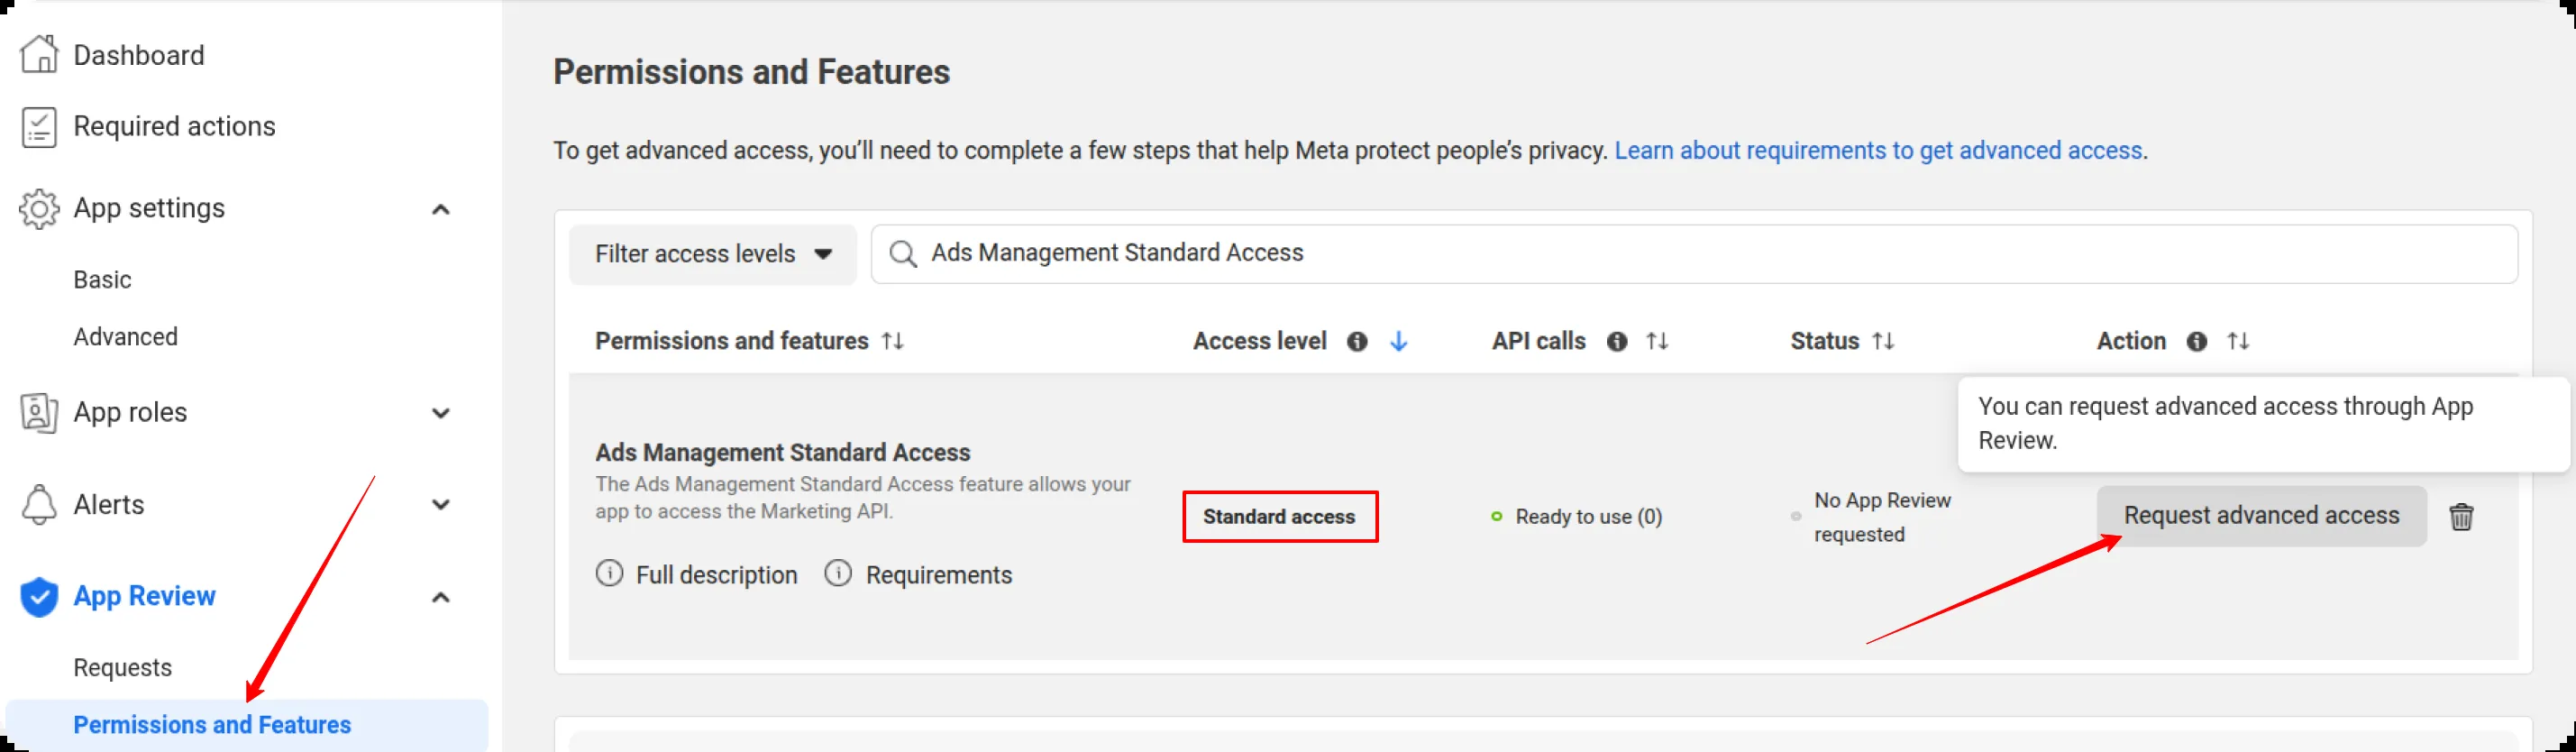 Dashboard
Required actions
App settings
Basic
Advanced
App roles
Alerts
App Review
Requests
Permissions and Features
Permissions and Features
To get advanced access, you’ll need to complete a few steps that help Meta protect people’s privacy. Learn about requirements to get advanced access.
Filter access levels
Ads Management Standard Access
Permissions and features
Access level
API calls
Status
Action
You can request advanced access through App
Review.
Ads Management Standard Access
The Ads Management Standard Access feature allows your
app to access the Marketing API.
Full description
Requirements
Standard access
Ready to use (0)
No App Review
requested
Request advanced access